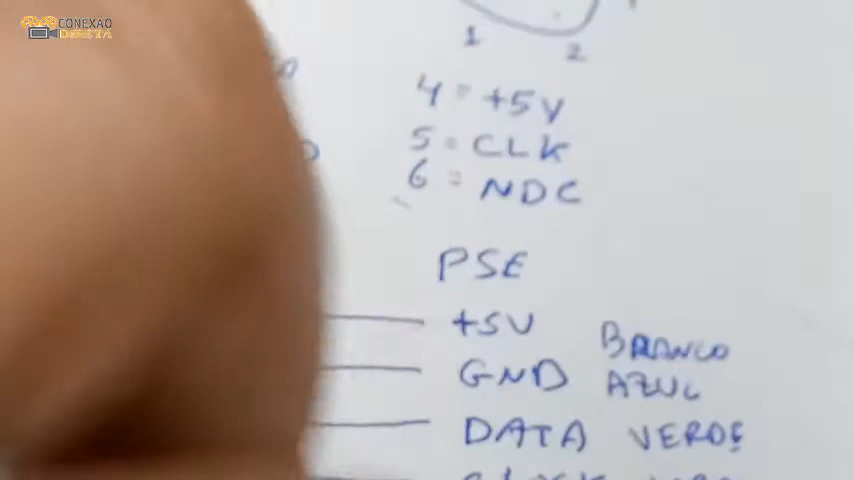 CONEXÃO
DIRETA
1
2
4 = +5V
5 = CLK
6 = NDC
PSE
+5V BRANCO
GND AZUL
DATA VERDE